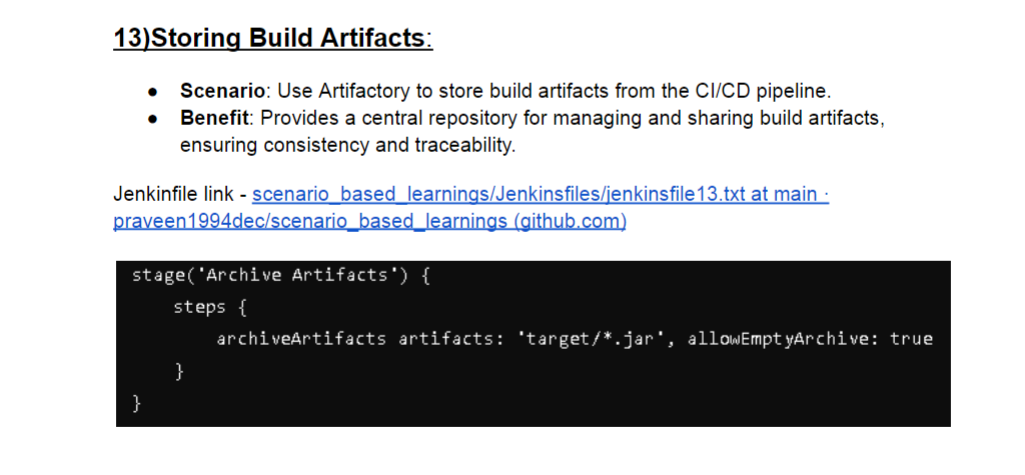 13)Storing Build Artifacts:
● Scenario: Use Artifactory to store build artifacts from the CI/CD pipeline.
● Benefit: Provides a central repository for managing and sharing build artifacts,
ensuring consistency and traceability.
Jenkinfile link - scenario_based_learnings/Jenkinsfiles/jenkinsfile13.txt at main ·
praveen1994dec/scenario_based_learnings (github.com)
stage('Archive Artifacts') {
steps {
archiveArtifacts artifacts: 'target/*.jar', allowEmptyArchive: true
}
}